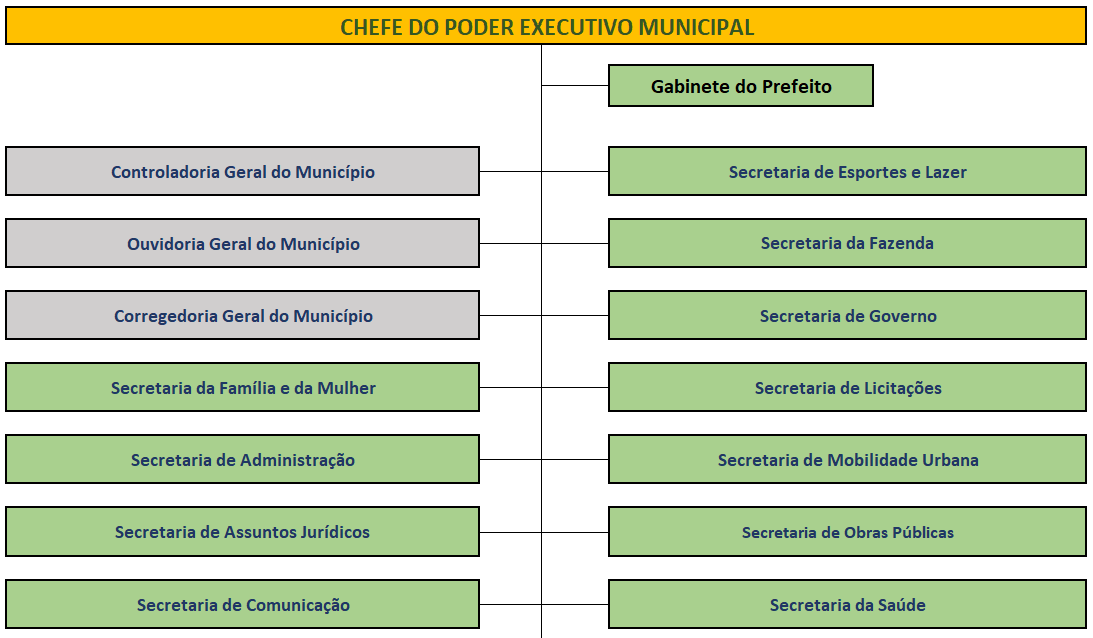 CHEFE DO PODER EXECUTIVO MUNICIPAL
Gabinete do Prefeito
Controladoria Geral do Município
Secretaria de Esportes e Lazer
Ouvidoria Geral do Município
Secretaria da Fazenda
Corregedoria Geral do Município
Secretaria de Governo
Secretaria da Família e da Mulher
Secretaria de Licitações
Secretaria de Administração
Secretaria de Mobilidade Urbana
Secretaria de Assuntos Jurídicos
Secretaria de Obras Públicas
Secretaria de Comunicação
Secretaria da Saúde